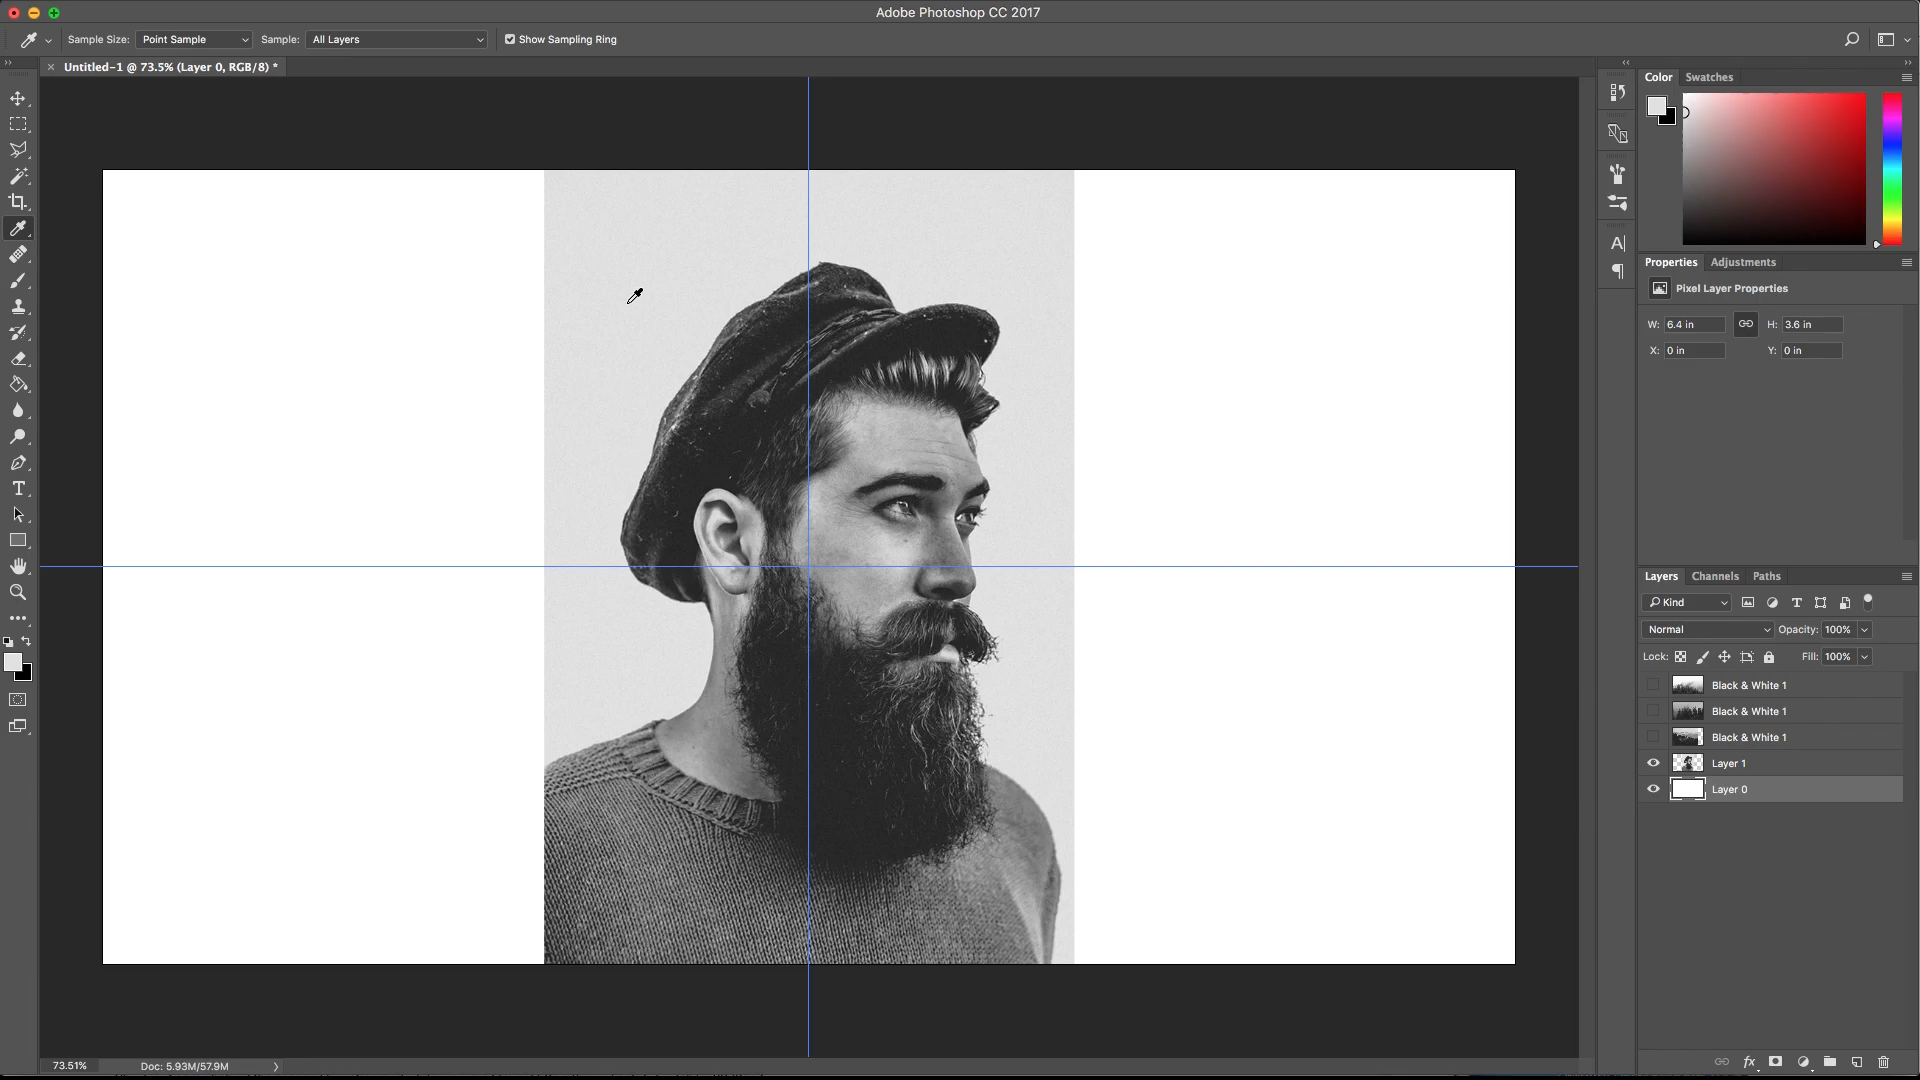 Adobe Photoshop CC 2017
Sample Size: Point Sample Sample: All Layers Show Sampling Ring
Untitled-1 @ 73.5% (Layer 0, RGB/8) *
Color Swatches
Properties Adjustments
Pixel Layer Properties
W: 6.4 in H: 3.6 in
X: 0 in Y: 0 in
Layers Channels Paths
Kind
Normal Opacity: 100%
Lock: Fill: 100%
Black & White 1
Black & White 1
Black & White 1
Layer 1
Layer 0
73.51% Doc: 5.93M/57.9M